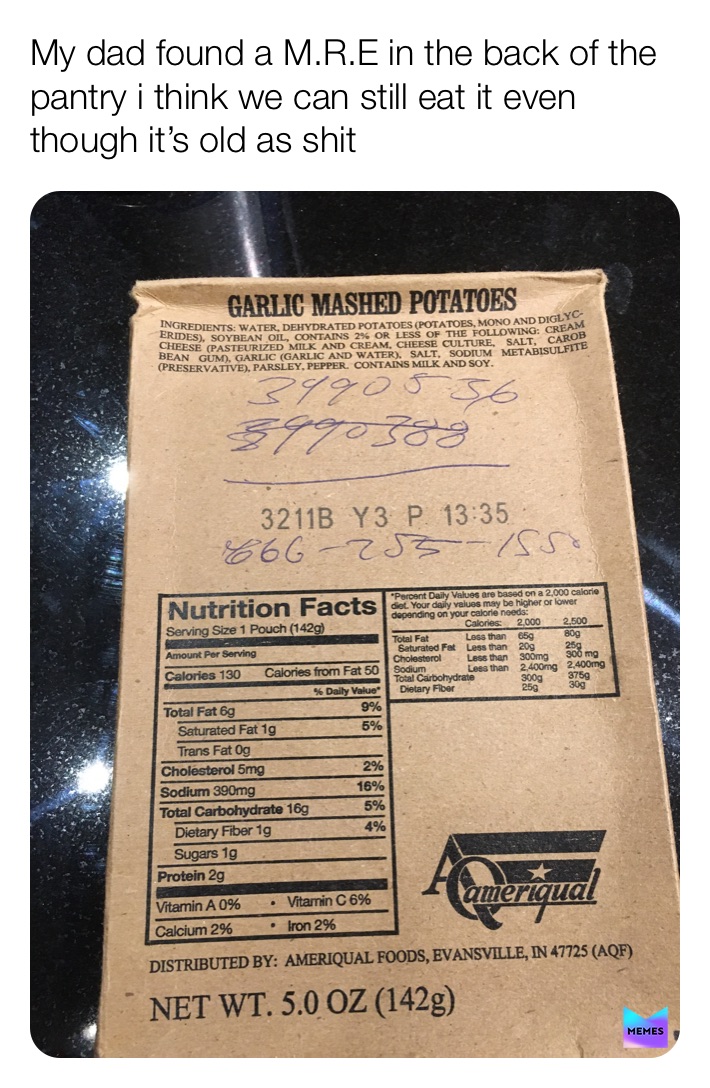 My dad found a M.R.E in the back of the
pantry i think we can still eat it even
though it’s old as shit
GARLIC MASHED POTATOES
INGREDIENTS: WATER, DEHYDRATED POTATOES (POTATOES, MONO AND DIGLYC-
ERIDES), SOYBEAN OIL, CONTAINS 2% OR LESS OF THE FOLLOWING: CREAM
CHEESE (PASTEURIZED MILK AND CREAM, CHEESE CULTURE, SALT, CAROB
BEAN GUM), GARLIC (GARLIC AND WATER), SALT, SODIUM METABISULFITE
(PRESERVATIVE), PARSLEY, PEPPER. CONTAINS MILK AND SOY.
3211B Y3 P 13:35
Nutrition Facts
Serving Size 1 Pouch (142g)
Amount Per Serving
Calories 130 Calories from Fat 50
% Daily Value*
Total Fat 6g 9%
Saturated Fat 1g 5%
Trans Fat 0g
Cholesterol 5mg 2%
Sodium 390mg 16%
Total Carbohydrate 16g 5%
Dietary Fiber 1g 4%
Sugars 1g
Protein 2g
Vitamin A 0% • Vitamin C 6%
Calcium 2% • Iron 2%
*Percent Daily Values are based on a 2,000 calorie
diet. Your daily values may be higher or lower
depending on your calorie needs:
Calories: 2,000 2,500
Total Fat Less than 65g 80g
Saturated Fat Less than 20g 25g
Cholesterol Less than 300mg 300 mg
Sodium Less than 2,400mg 2,400mg
Total Carbohydrate 300g 375g
Dietary Fiber 25g 30g
ameriqual
DISTRIBUTED BY: AMERIQUAL FOODS, EVANSVILLE, IN 47725 (AQF)
NET WT. 5.0 OZ (142g)
MEMES